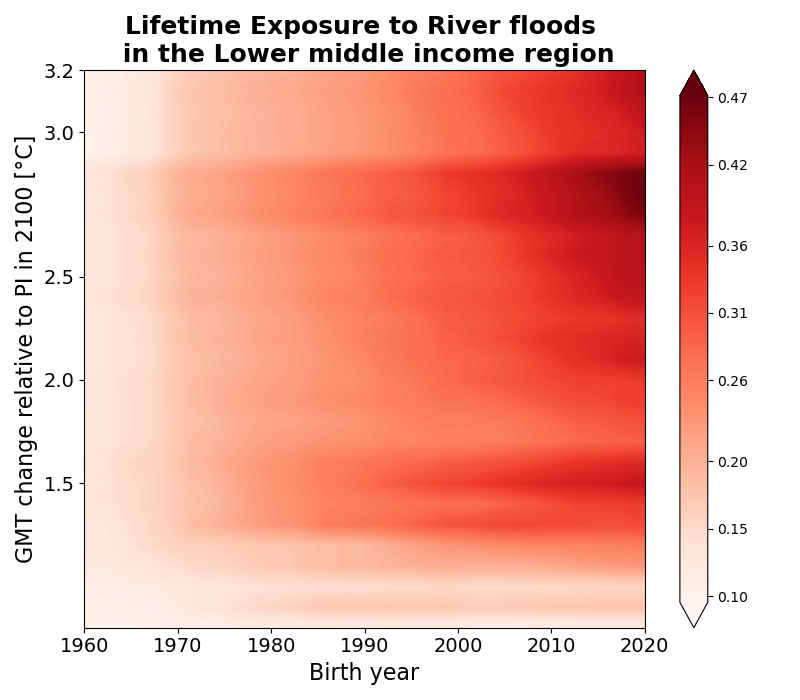 Lifetime Exposure to River floods
in the Lower middle income region
GMT change relative to PI in 2100 [°C]
3.2
3.0
2.5
2.0
1.5
1960 1970 1980 1990 2000 2010 2020
Birth year
0.47
0.42
0.36
0.31
0.26
0.20
0.15
0.10